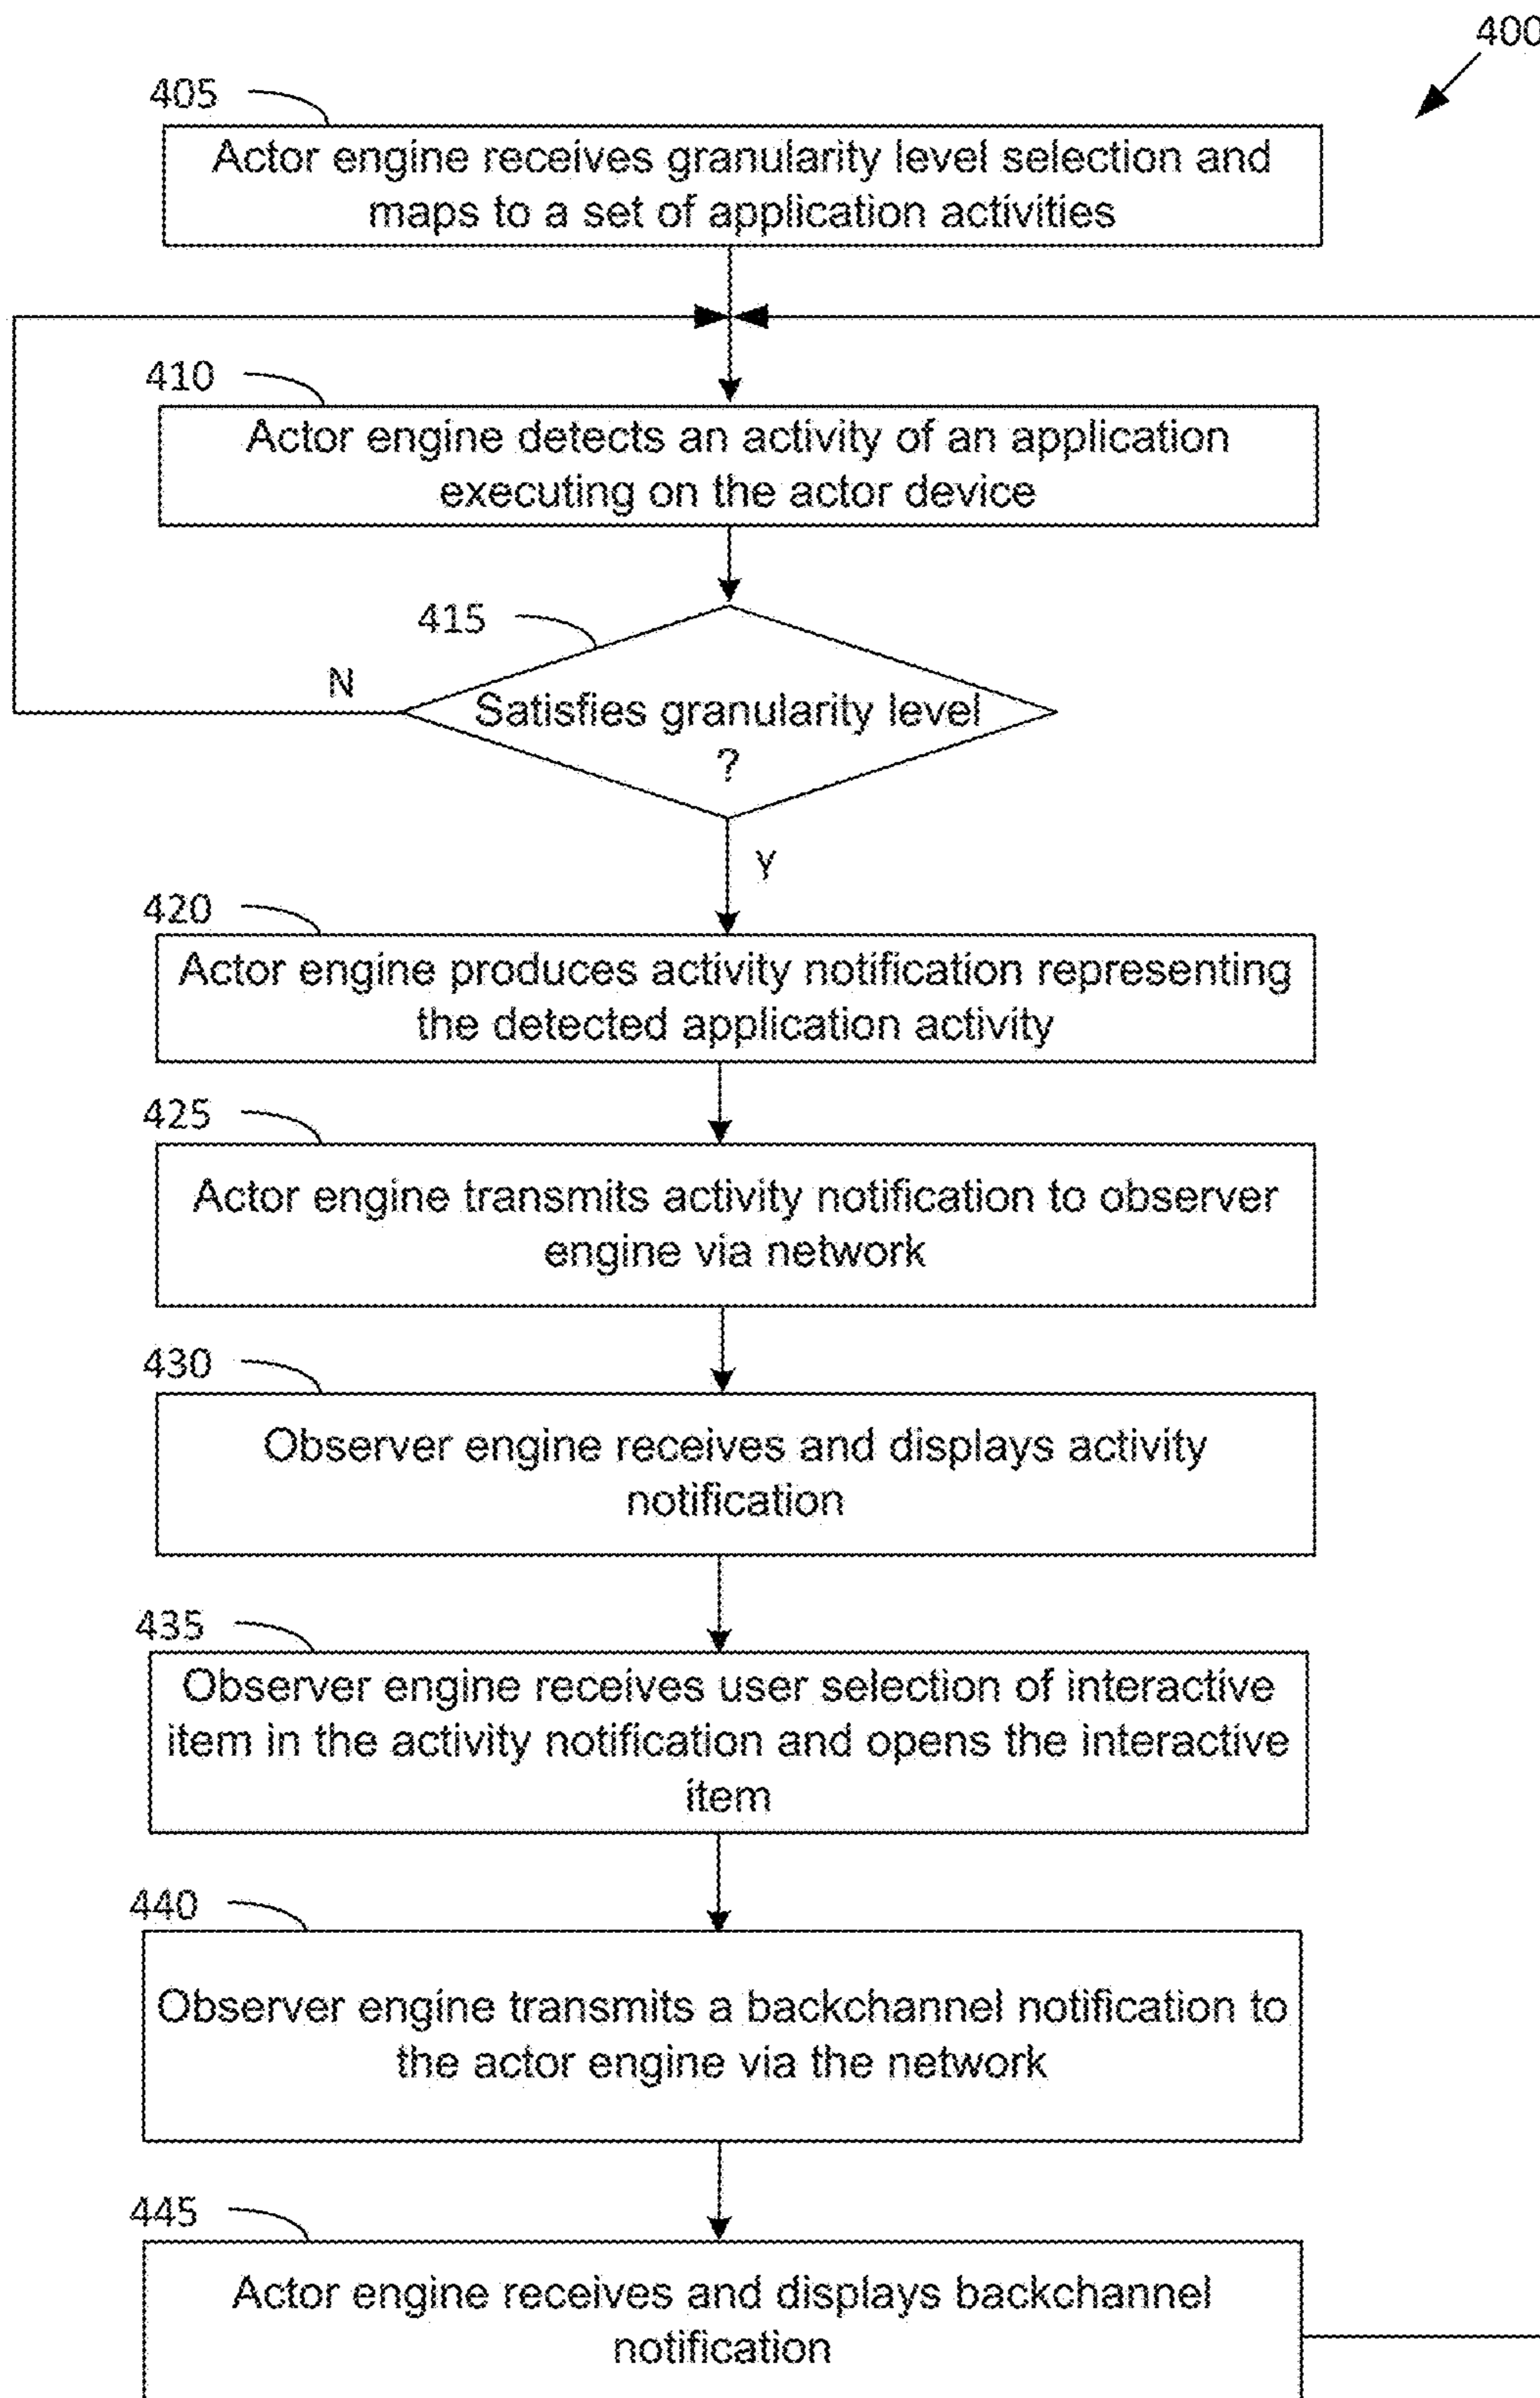 400
405
Actor engine receives granularity level selection and
maps to a set of application activities
410
Actor engine detects an activity of an application
executing on the actor device
415
N
Satisfies granularity level
?
Y
420
Actor engine produces activity notification representing
the detected application activity
425
Actor engine transmits activity notification to observer
engine via network
430
Observer engine receives and displays activity
notification
435
Observer engine receives user selection of interactive
item in the activity notification and opens the interactive
item
440
Observer engine transmits a backchannel notification to
the actor engine via the network
445
Actor engine receives and displays backchannel
notification